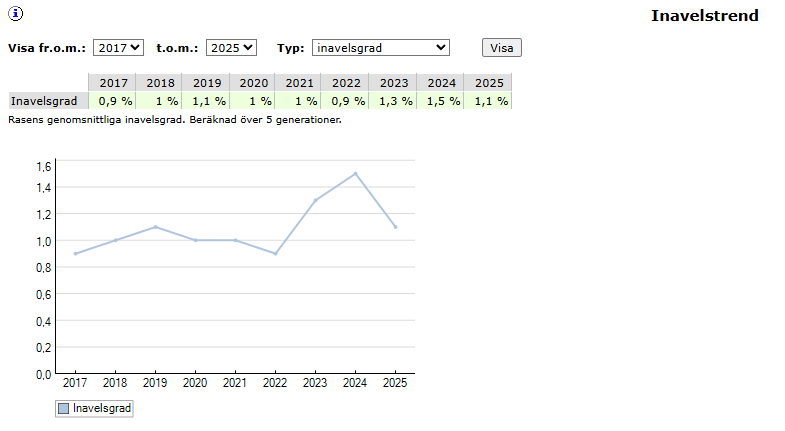 i
Inavelstrend
Visa fr.o.m.: 2017 t.o.m.: 2025 Typ: inavelsgrad Visa
2017 2018 2019 2020 2021 2022 2023 2024 2025
Inavelsgrad 0,9 % 1 % 1,1 % 1 % 1 % 0,9 % 1,3 % 1,5 % 1,1 %
Rasens genomsnittliga inavelsgrad. Beräknad över 5 generationer.
1,6
1,4
1,2
1,0
0,8
0,6
0,4
0,2
0,0
2017 2018 2019 2020 2021 2022 2023 2024 2025
Inavelsgrad